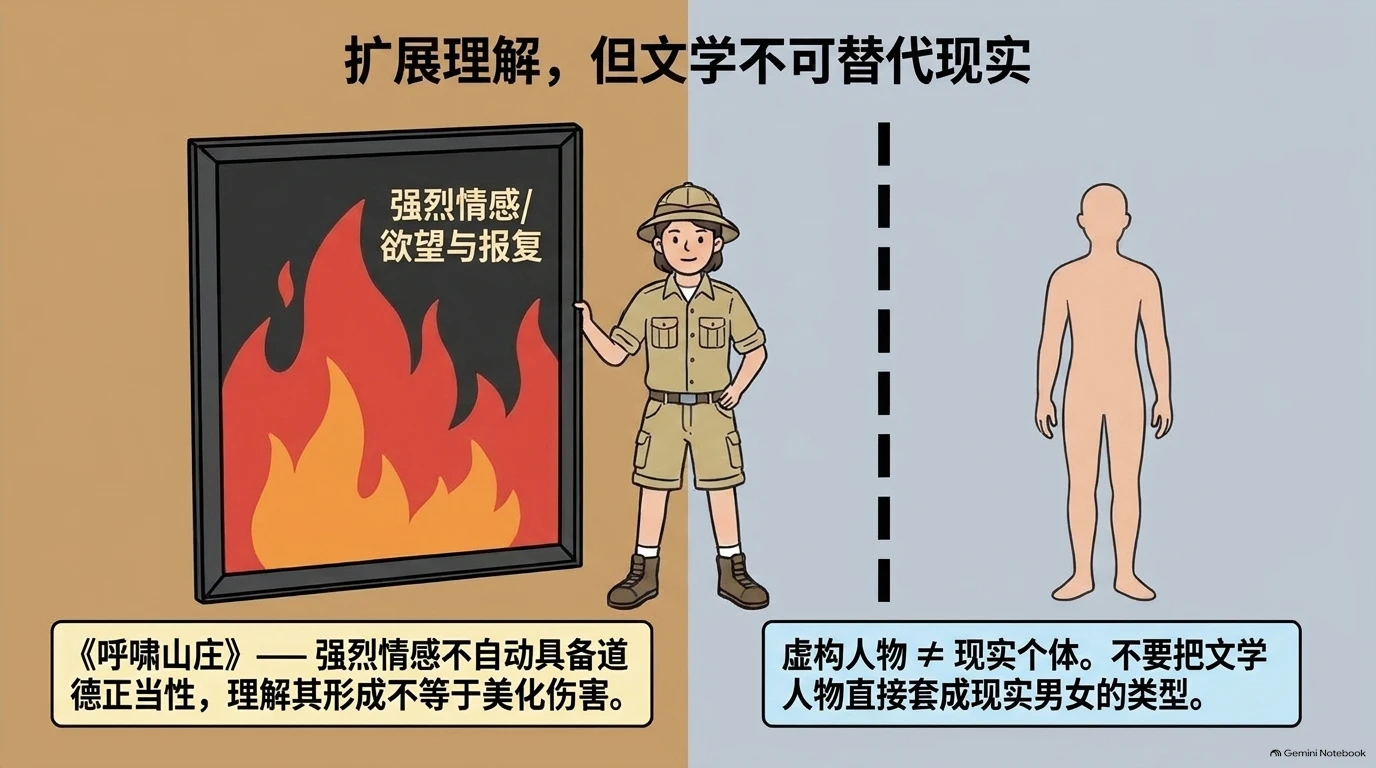 扩展理解，但文学不可替代现实
强烈情感/
欲望与报复
《呼啸山庄》—— 强烈情感不自动具备道
德正当性，理解其形成不等于美化伤害。
虚构人物 ≠ 现实个体。不要把文学
人物直接套成现实男女的类型。
Gemini Notebook